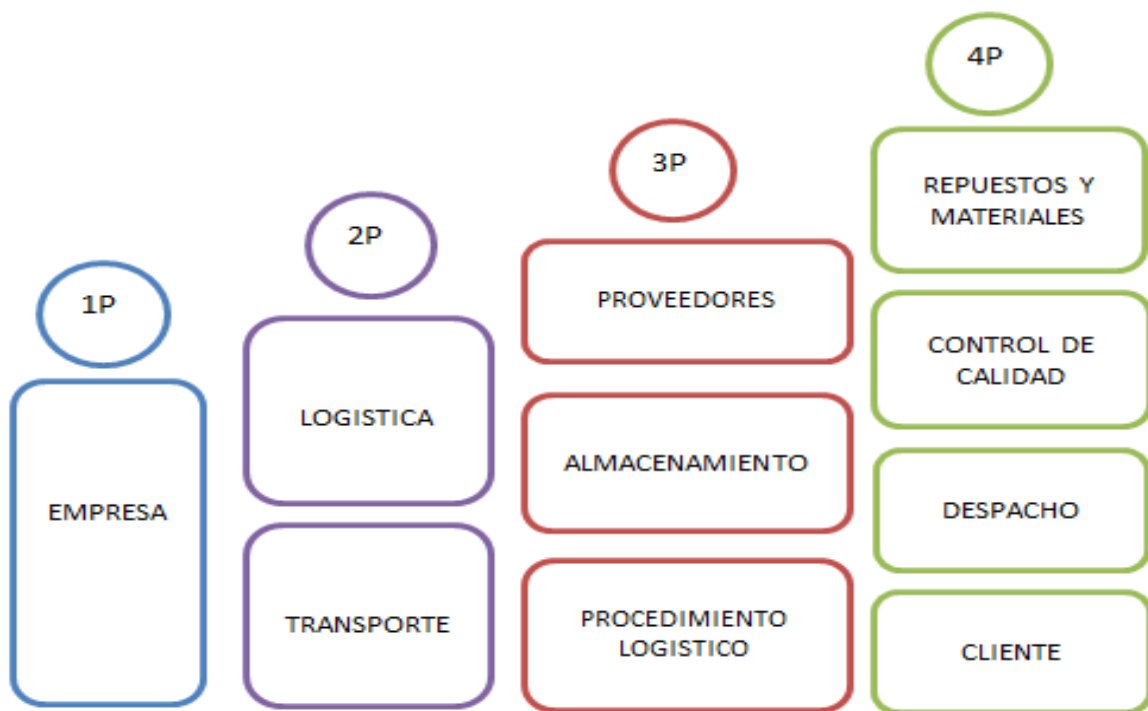 1P
EMPRESA
2P
LOGISTICA
TRANSPORTE
3P
PROVEEDORES
ALMACENAMIENTO
PROCEDIMIENTO
LOGISTICO
4P
REPUESTOS Y
MATERIALES
CONTROL DE
CALIDAD
DESPACHO
CLIENTE